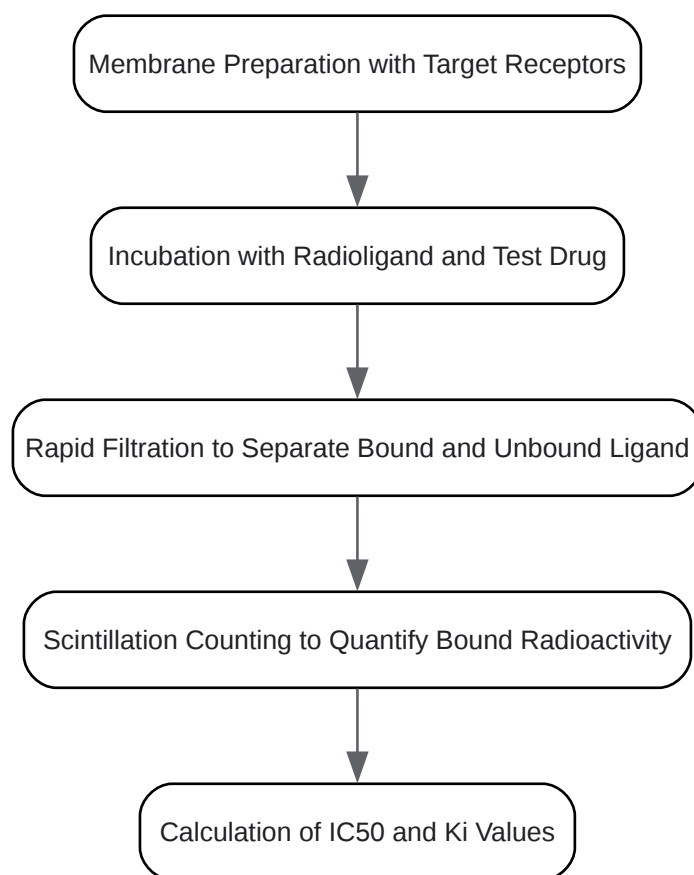 Membrane Preparation with Target Receptors
Incubation with Radioligand and Test Drug
Rapid Filtration to Separate Bound and Unbound Ligand
Scintillation Counting to Quantify Bound Radioactivity
Calculation of IC50 and Ki Values